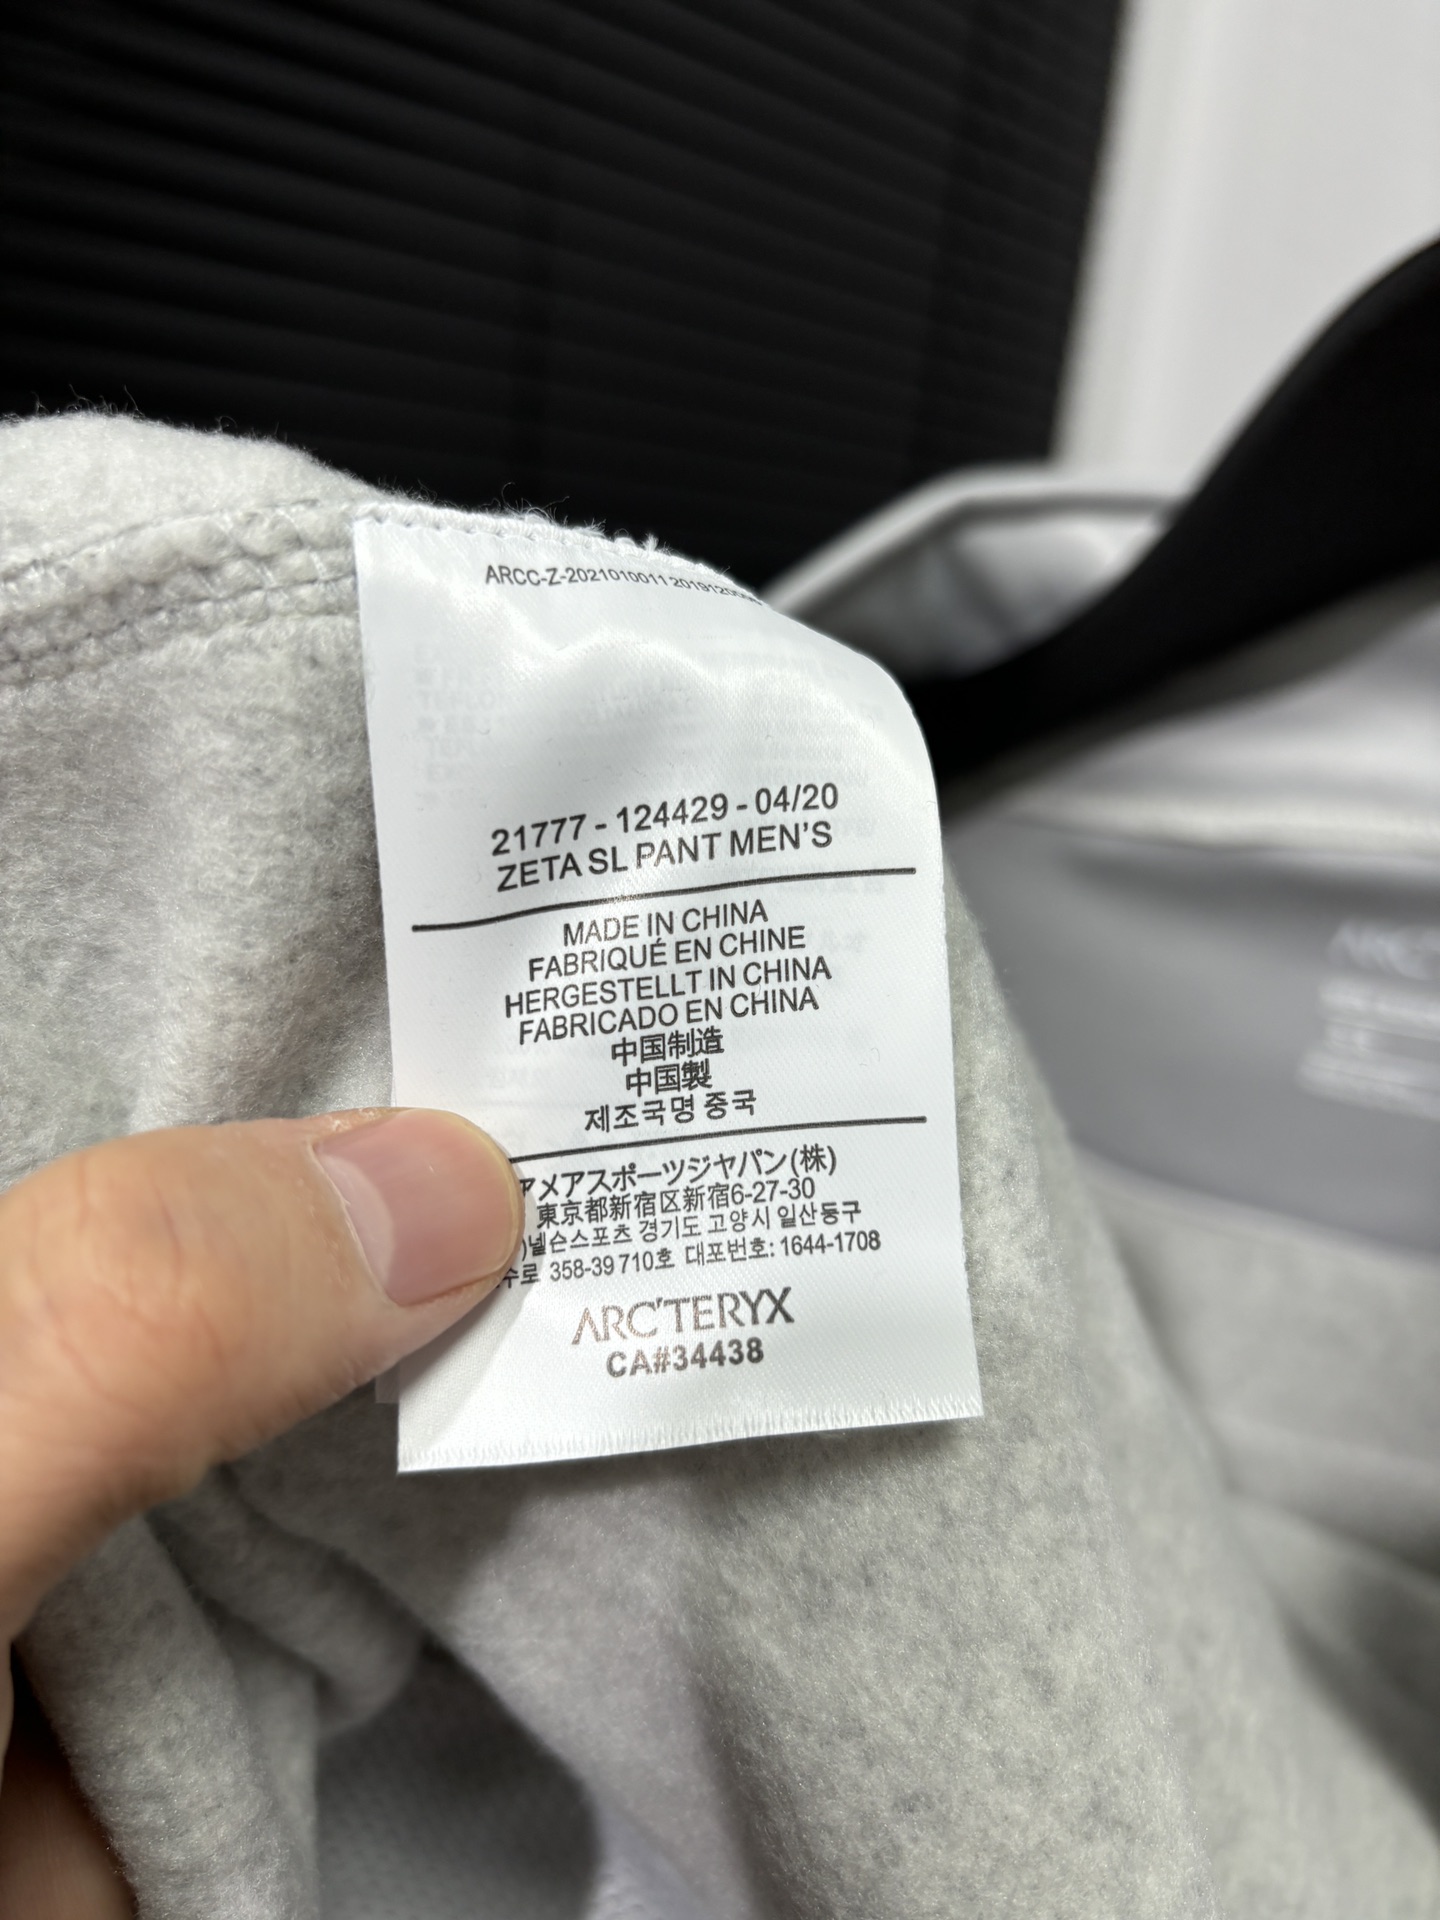 ARCC-Z-2021010011
21777 - 124429 - 04/20
ZETA SL PANT MEN'S
MADE IN CHINA
FABRIQUÉ EN CHINE
HERGESTELLT IN CHINA
FABRICADO EN CHINA
中国制造
中国製
제조국명 중국
アメアスポーツジャパン(株)
東京都新宿区新宿6-27-30
)넬슨스포츠 경기도 고양시 일산동구
수로 358-39 710호 대포번호: 1644-1708
ARC'TERYX
CA#34438